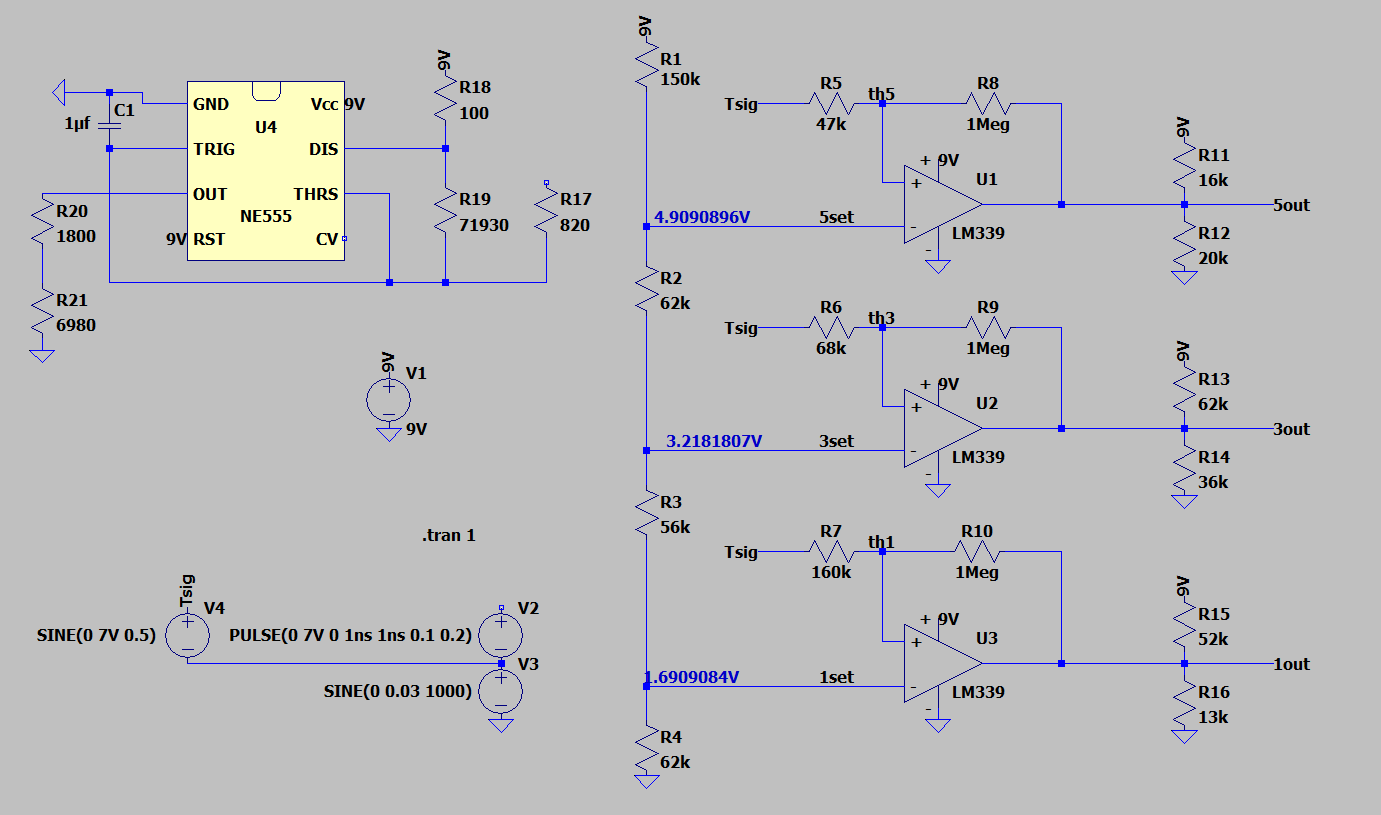 GND
VCC 9V
U4
TRIG
DIS
OUT
THRS
NE555
9V RST
CV
C1
1µf
R20
1800
R21
6980
9V
R18
100
R19
71930
R17
820
9V
V1
9V
.tran 1
Tsig
V4
SINE(0 7V 0.5)
V2
PULSE(0 7V 0 1ns 1ns 0.1 0.2)
V3
SINE(0 0.03 1000)
9V
R1
150k
4.9090896V
5set
R2
62k
3.2181807V
3set
R3
56k
1.6909084V
1set
R4
62k
Tsig
R5
47k
th5
R8
1Meg
+ 9V
+
-
-
U1
LM339
9V
R11
16k
5out
R12
20k
Tsig
R6
68k
th3
R9
1Meg
+ 9V
+
-
-
U2
LM339
9V
R13
62k
3out
R14
36k
Tsig
R7
160k
th1
R10
1Meg
+ 9V
+
-
-
U3
LM339
9V
R15
52k
1out
R16
13k